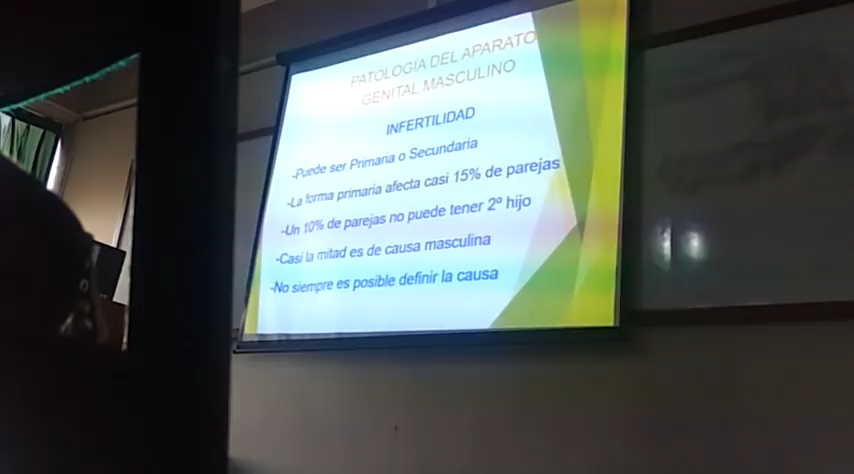 PATOLOGÍA DEL APARATO
GENITAL MASCULINO
INFERTILIDAD
-Puede ser Primaria o Secundaria
-La forma primaria afecta casi 15% de parejas
-Un 10% de parejas no puede tener 2º hijo
-Casi la mitad es de causa masculina
-No siempre es posible definir la causa